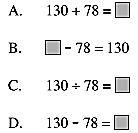 A. 130 + 78 = □
B. □ - 78 = 130
C. 130 ÷ 78 = □
D. 130 - 78 = □